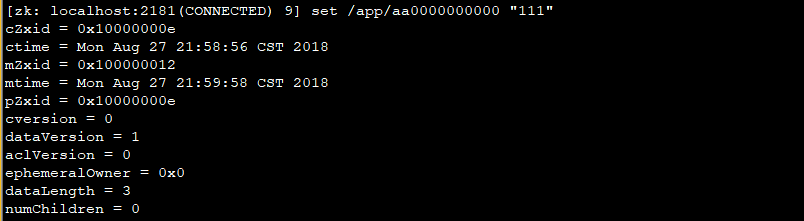 [zk: localhost:2181(CONNECTED) 9] set /app/aa0000000000 "111"
cZxid = 0x10000000e
ctime = Mon Aug 27 21:58:56 CST 2018
mZxid = 0x100000012
mtime = Mon Aug 27 21:59:58 CST 2018
pZxid = 0x10000000e
cversion = 0
dataVersion = 1
aclVersion = 0
ephemeralOwner = 0x0
dataLength = 3
numChildren = 0